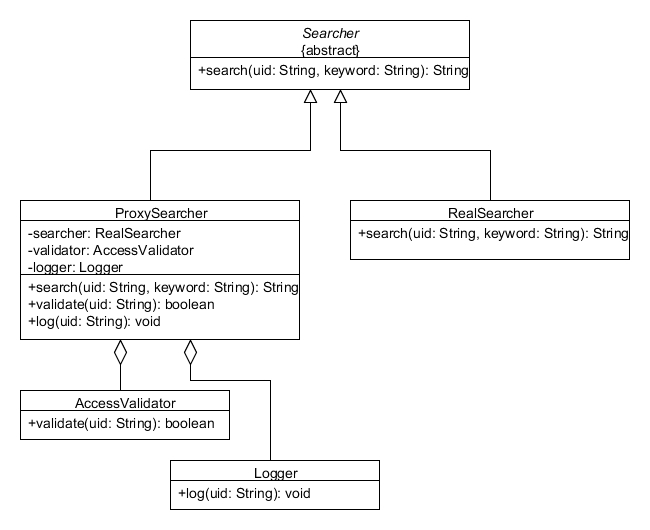 Searcher
{abstract}
+search(uid: String, keyword: String): String
ProxySearcher
-searcher: RealSearcher
-validator: AccessValidator
-logger: Logger
+search(uid: String, keyword: String): String
+validate(uid: String): boolean
+log(uid: String): void
RealSearcher
+search(uid: String, keyword: String): String
AccessValidator
+validate(uid: String): boolean
Logger
+log(uid: String): void